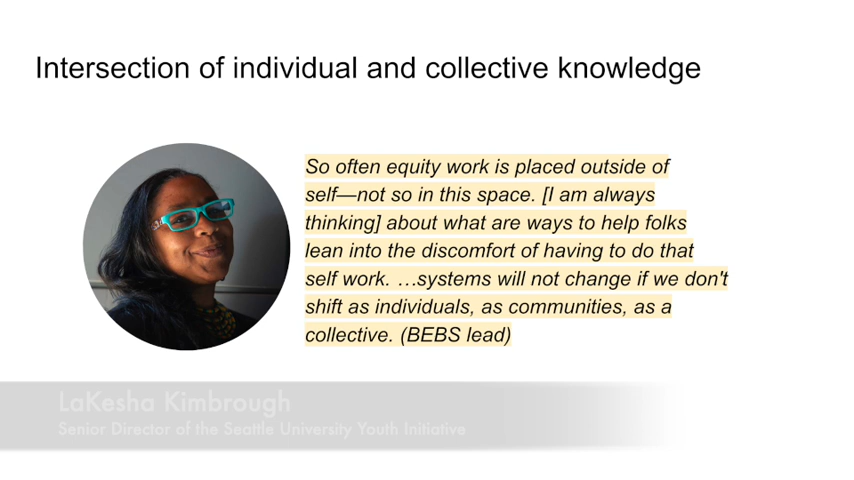 Intersection of individual and collective knowledge
So often equity work is placed outside of
self—not so in this space. [I am always
thinking] about what are ways to help folks
lean into the discomfort of having to do that
self work. …systems will not change if we don't
shift as individuals, as communities, as a
collective. (BEBS lead)
LaKesha Kimbrough
Senior Director of the Seattle University Youth Initiative